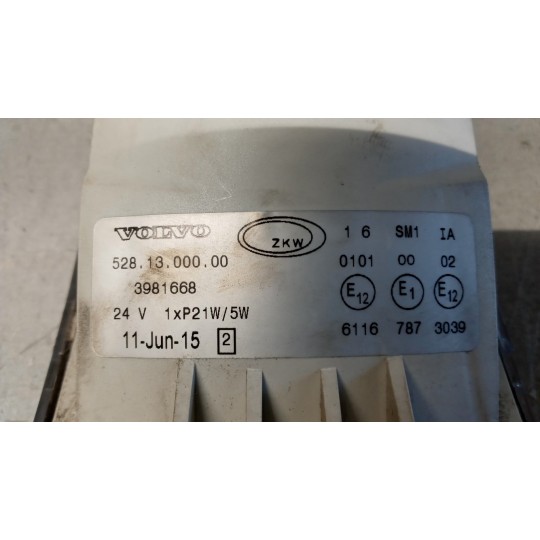 VOLVO ZKW 1 6 SM1 IA
528.13.000.00 0101 00 02
3981668 E12 E1 E12
24 V 1xP21W/5W 6116 787 3039
11-Jun-15 2